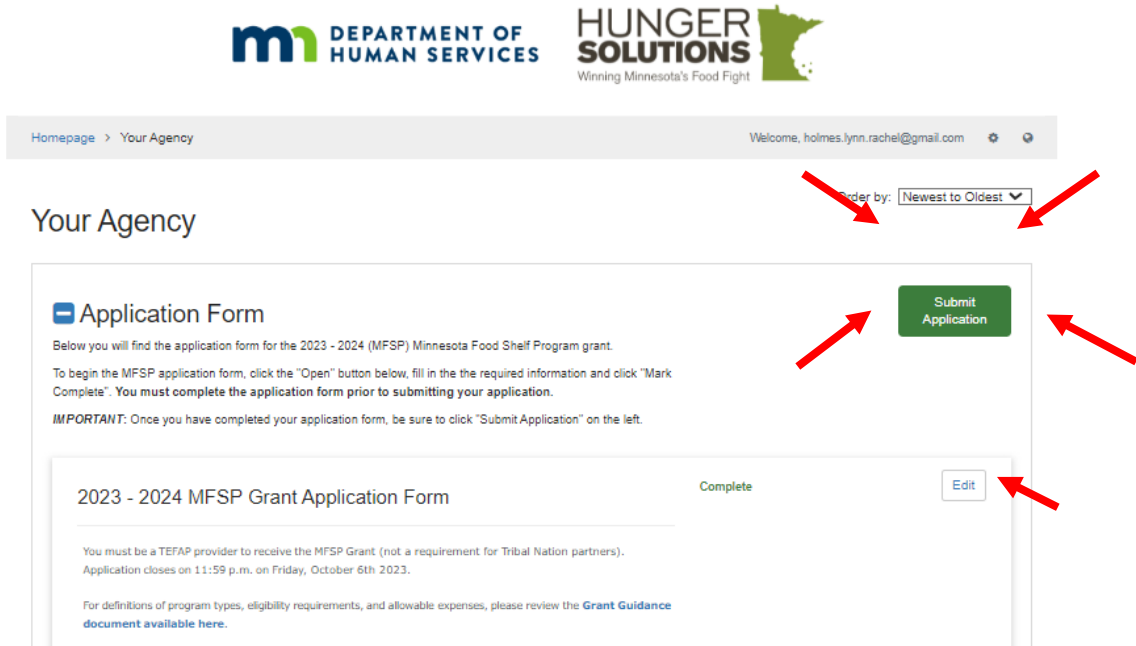 DEPARTMENT OF
HUMAN SERVICES
HUNGER
SOLUTIONS
Winning Minnesota's Food Fight
Homepage > Your Agency
Welcome, holmes.lynn.rachel@gmail.com
Order by: Newest to Oldest
Your Agency
Application Form
Submit
Application
Below you will find the application form for the 2023 - 2024 (MFSP) Minnesota Food Shelf Program grant.
To begin the MFSP application form, click the "Open" button below, fill in the the required information and click "Mark
Complete". You must complete the application form prior to submitting your application.
IMPORTANT: Once you have completed your application form, be sure to click "Submit Application" on the left.
2023 - 2024 MFSP Grant Application Form
Complete
Edit
You must be a TEFAP provider to receive the MFSP Grant (not a requirement for Tribal Nation partners).
Application closes on 11:59 p.m. on Friday, October 6th 2023.
For definitions of program types, eligibility requirements, and allowable expenses, please review the Grant Guidance
document available here.